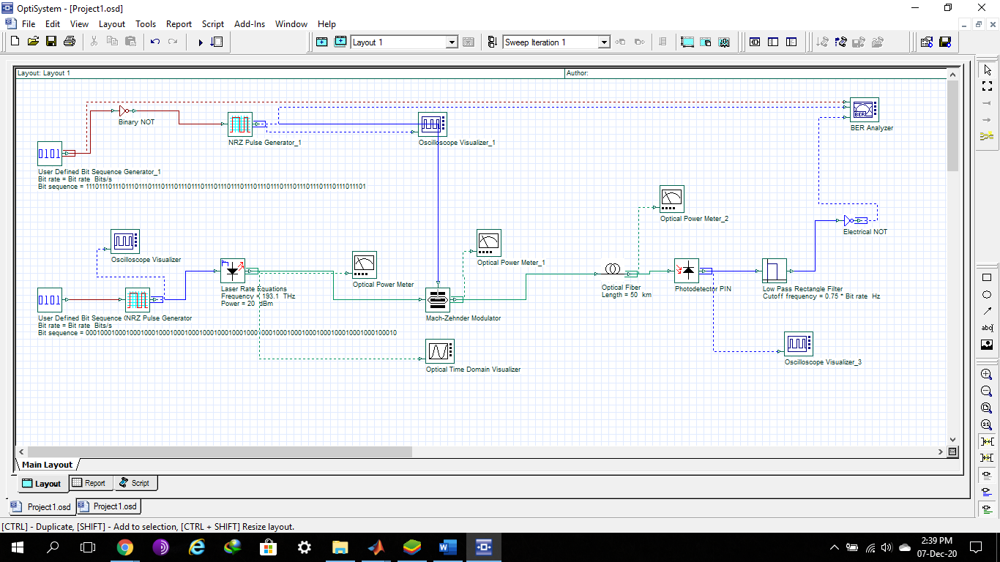 OptiSystem - [Project1.osd]
File Edit View Layout Tools Report Script Add-Ins Window Help
Layout 1
Sweep Iteration 1
Layout: Layout 1
Author:
Binary NOT
NRZ Pulse Generator_1
Oscilloscope Visualizer_1
BER
BER Analyzer
0101
User Defined Bit Sequence Generator_1
Bit rate = Bit rate Bits/s
Optical Power Meter_2
Electrical NOT
Oscilloscope Visualizer
Optical Power Meter_1
Optical Power Meter
Laser Rate Equations
Frequency = 193.1 THz
Power = 20 dBm
Optical Fiber
Length = 50 km
Photodetector PIN
Low Pass Rectangle Filter
Cutoff frequency = 0.75 * Bit rate Hz
0101
User Defined Bit Sequence
NRZ Pulse Generator
Bit rate = Bit rate Bits/s
Bit sequence =
Mach-Zehnder Modulator
Optical Time Domain Visualizer
Oscilloscope Visualizer_3
abc
Main Layout
Layout Report Script
Project1.osd Project1.osd
[CTRL] - Duplicate, [SHIFT] - Add to selection, [CTRL + SHIFT] Resize layout.
2:39 PM
07-Dec-20